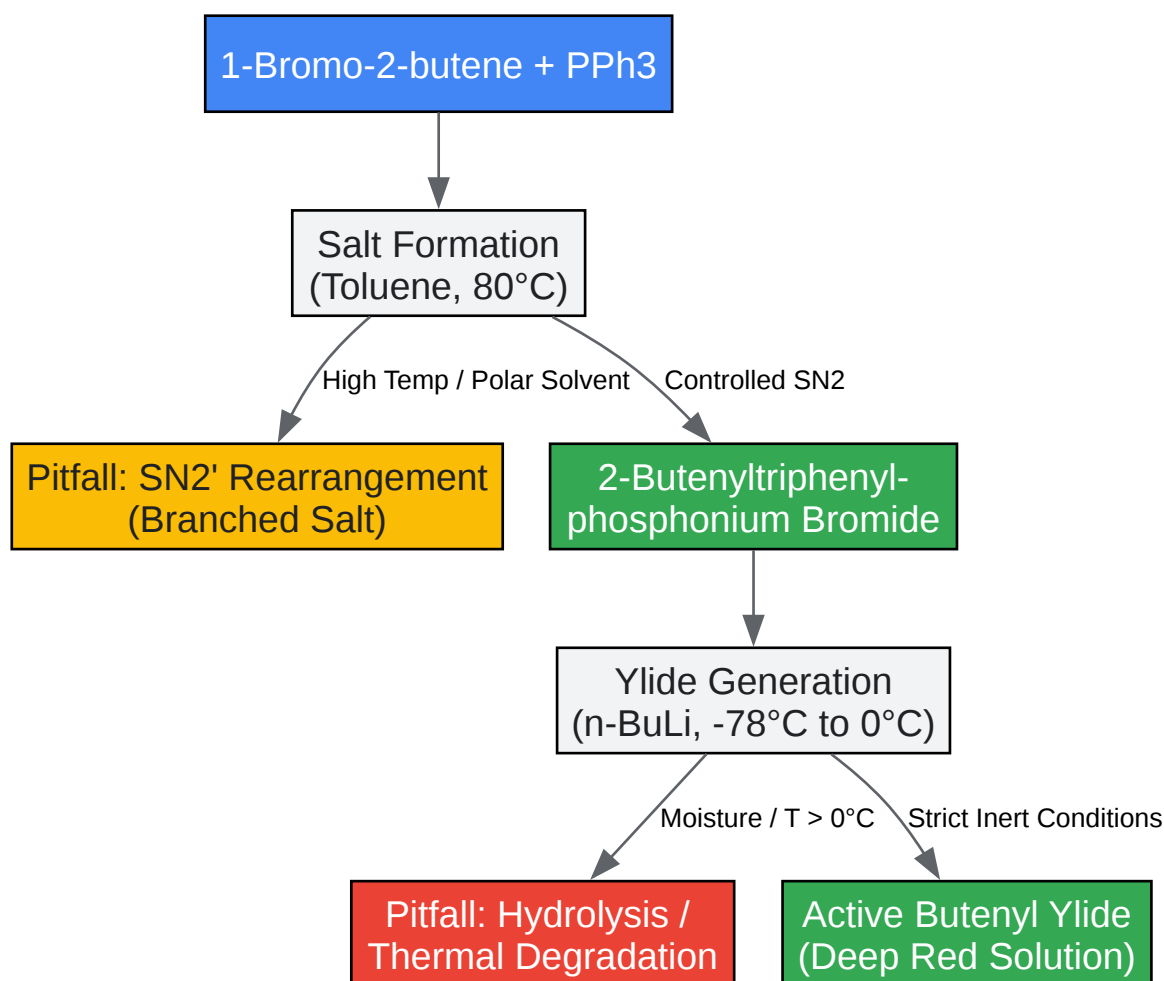 1-Bromo-2-butene + PPh3
Salt Formation
(Toluene, 80°C)
High Temp / Polar Solvent
Controlled SN2
Pitfall: SN2' Rearrangement
(Branched Salt)
2-Butenyltriphenyl-
phosphonium Bromide
Ylide Generation
(n-BuLi, -78°C to 0°C)
Moisture / T > 0°C
Strict Inert Conditions
Pitfall: Hydrolysis /
Thermal Degradation
Active Butenyl Ylide
(Deep Red Solution)